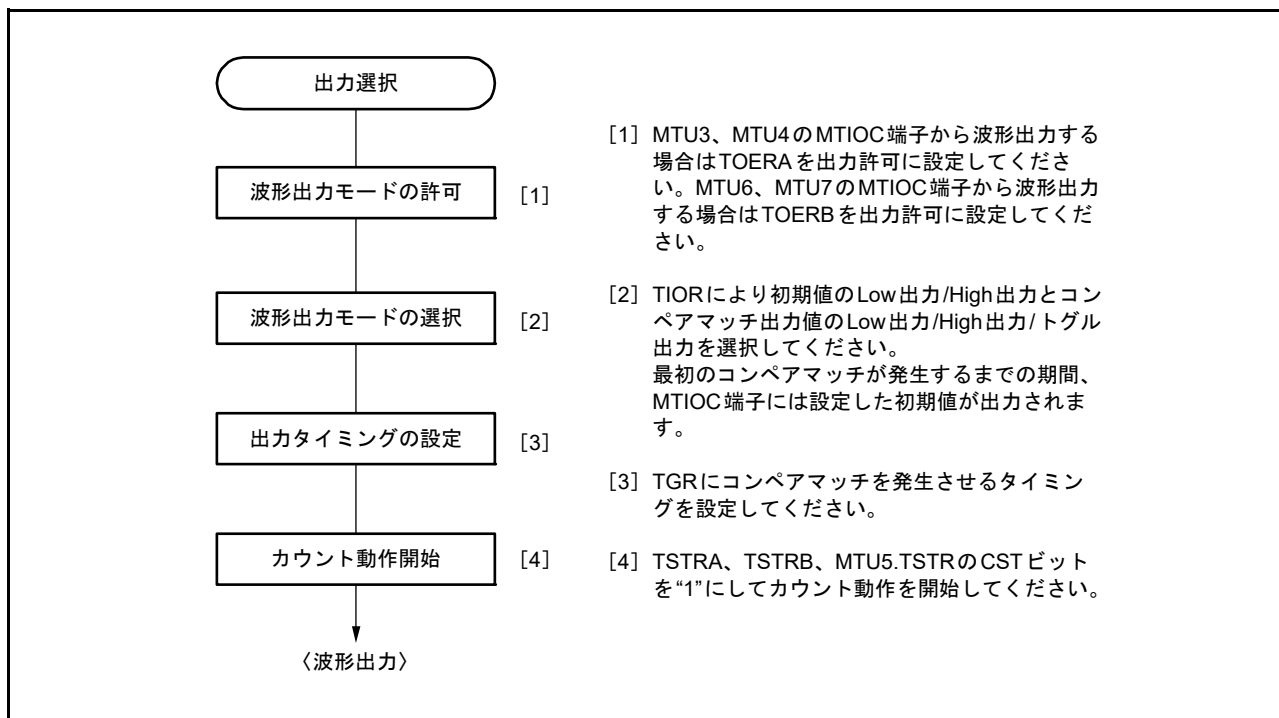 出力選択
波形出力モードの許可
[1]
[1] MTU3、MTU4のMTIOC端子から波形出力する
場合はTOERAを出力許可に設定してくださ
い。MTU6、MTU7のMTIOC端子から波形出力
する場合はTOERBを出力許可に設定してくだ
さい。
波形出力モードの選択
[2]
[2] TIORにより初期値のLow出力/High出力とコン
ペアマッチ出力値のLow出力/High出力/トグル
出力を選択してください。
最初のコンペアマッチが発生するまでの期間、
MTIOC端子には設定した初期値が出力されま
す。
出力タイミングの設定
[3]
[3] TGRにコンペアマッチを発生させるタイミン
グを設定してください。
カウント動作開始
[4]
[4] TSTRA、TSTRB、MTU5.TSTRのCSTビット
を“1”にしてカウント動作を開始してください。
〈波形出力〉